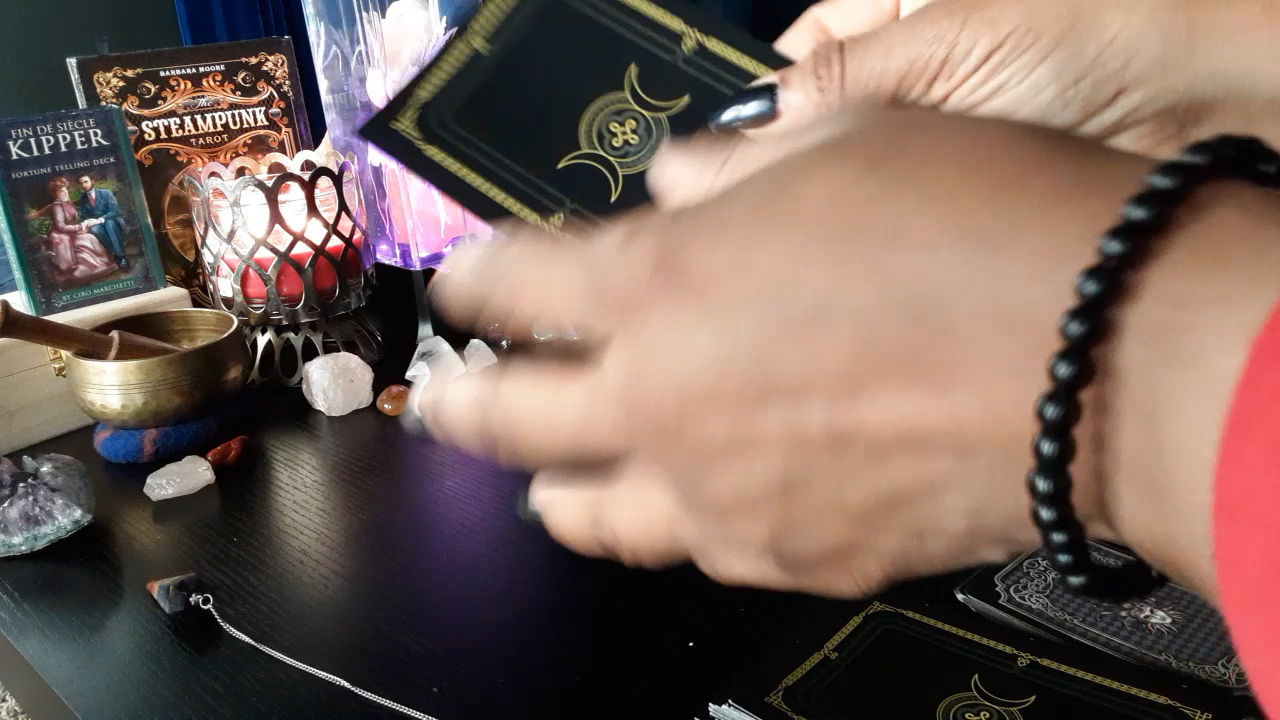 FIN DE SIÈCLE
KIPPER
FORTUNE TELLING DECK
BY CIRO MARCHETTI
BARBARA MOORE
The
STEAMPUNK
TAROT